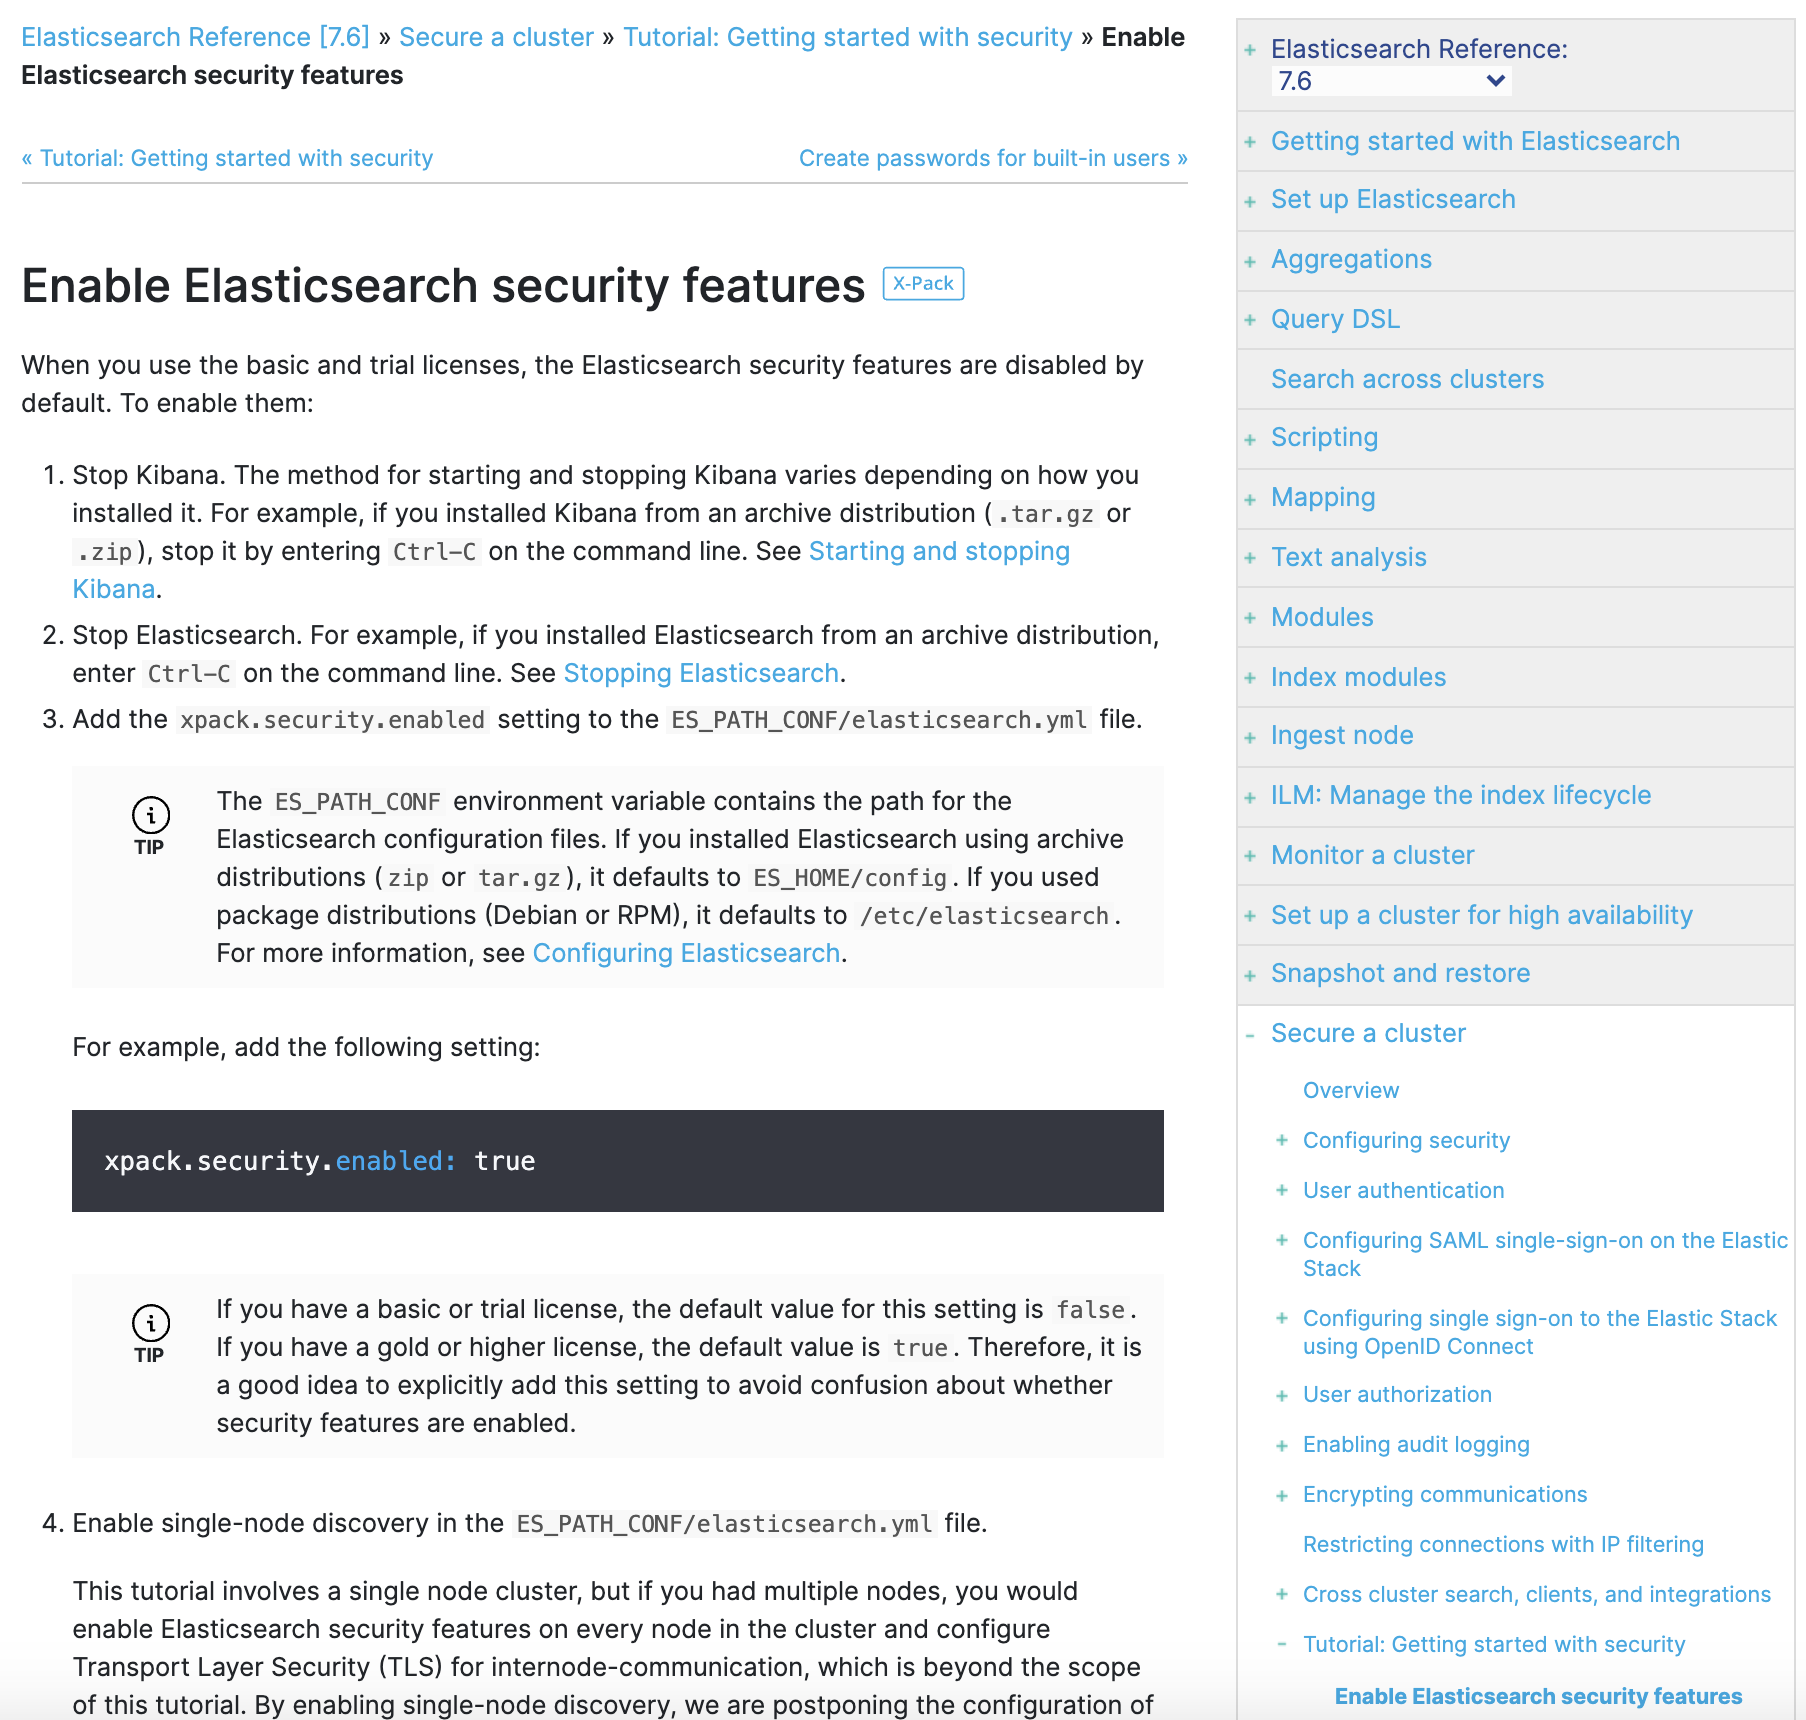 Elasticsearch Reference [7.6] » Secure a cluster » Tutorial: Getting started with security » Enable
Elasticsearch security features
« Tutorial: Getting started with security
Create passwords for built-in users »
Enable Elasticsearch security features X-Pack
When you use the basic and trial licenses, the Elasticsearch security features are disabled by
default. To enable them:
1. Stop Kibana. The method for starting and stopping Kibana varies depending on how you
installed it. For example, if you installed Kibana from an archive distribution (.tar.gz or
.zip), stop it by entering Ctrl-C on the command line. See Starting and stopping
Kibana.
2. Stop Elasticsearch. For example, if you installed Elasticsearch from an archive distribution,
enter Ctrl-C on the command line. See Stopping Elasticsearch.
3. Add the xpack.security.enabled setting to the ES_PATH_CONF/elasticsearch.yml file.
TIP
The ES_PATH_CONF environment variable contains the path for the
Elasticsearch configuration files. If you installed Elasticsearch using archive
distributions (zip or tar.gz), it defaults to ES_HOME/config. If you used
package distributions (Debian or RPM), it defaults to /etc/elasticsearch.
For more information, see Configuring Elasticsearch.
For example, add the following setting:
xpack.security.enabled: true
TIP
If you have a basic or trial license, the default value for this setting is false.
If you have a gold or higher license, the default value is true. Therefore, it is
a good idea to explicitly add this setting to avoid confusion about whether
security features are enabled.
4. Enable single-node discovery in the ES_PATH_CONF/elasticsearch.yml file.
This tutorial involves a single node cluster, but if you had multiple nodes, you would
enable Elasticsearch security features on every node in the cluster and configure
Transport Layer Security (TLS) for internode-communication, which is beyond the scope
of this tutorial. By enabling single-node discovery, we are postponing the configuration of
+ Elasticsearch Reference:
7.6
+ Getting started with Elasticsearch
+ Set up Elasticsearch
+ Aggregations
+ Query DSL
Search across clusters
+ Scripting
+ Mapping
+ Text analysis
+ Modules
+ Index modules
+ Ingest node
+ ILM: Manage the index lifecycle
+ Monitor a cluster
+ Set up a cluster for high availability
+ Snapshot and restore
- Secure a cluster
Overview
+ Configuring security
+ User authentication
+ Configuring SAML single-sign-on on the Elastic
Stack
+ Configuring single sign-on to the Elastic Stack
using OpenID Connect
+ User authorization
+ Enabling audit logging
+ Encrypting communications
Restricting connections with IP filtering
+ Cross cluster search, clients, and integrations
- Tutorial: Getting started with security
Enable Elasticsearch security features